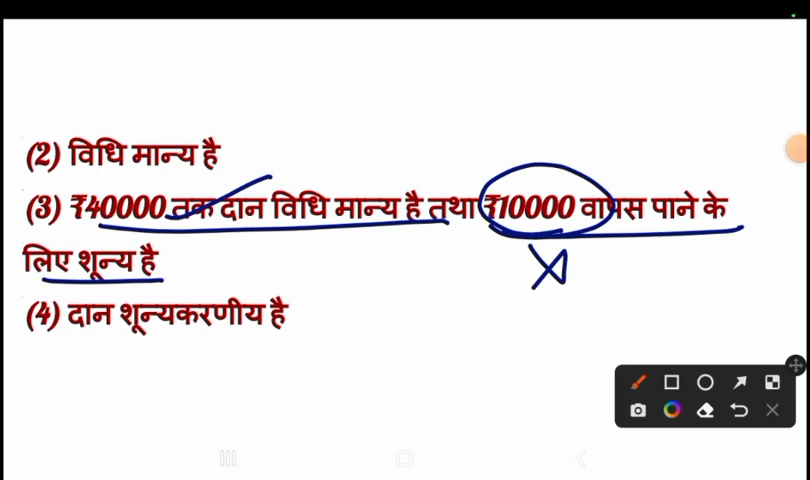 (2) विधि मान्य है
(3) ₹40000 तक दान विधि मान्य है तथा ₹10000 वापस पाने के
लिए शून्य है
(4) दान शून्यकरणीय है